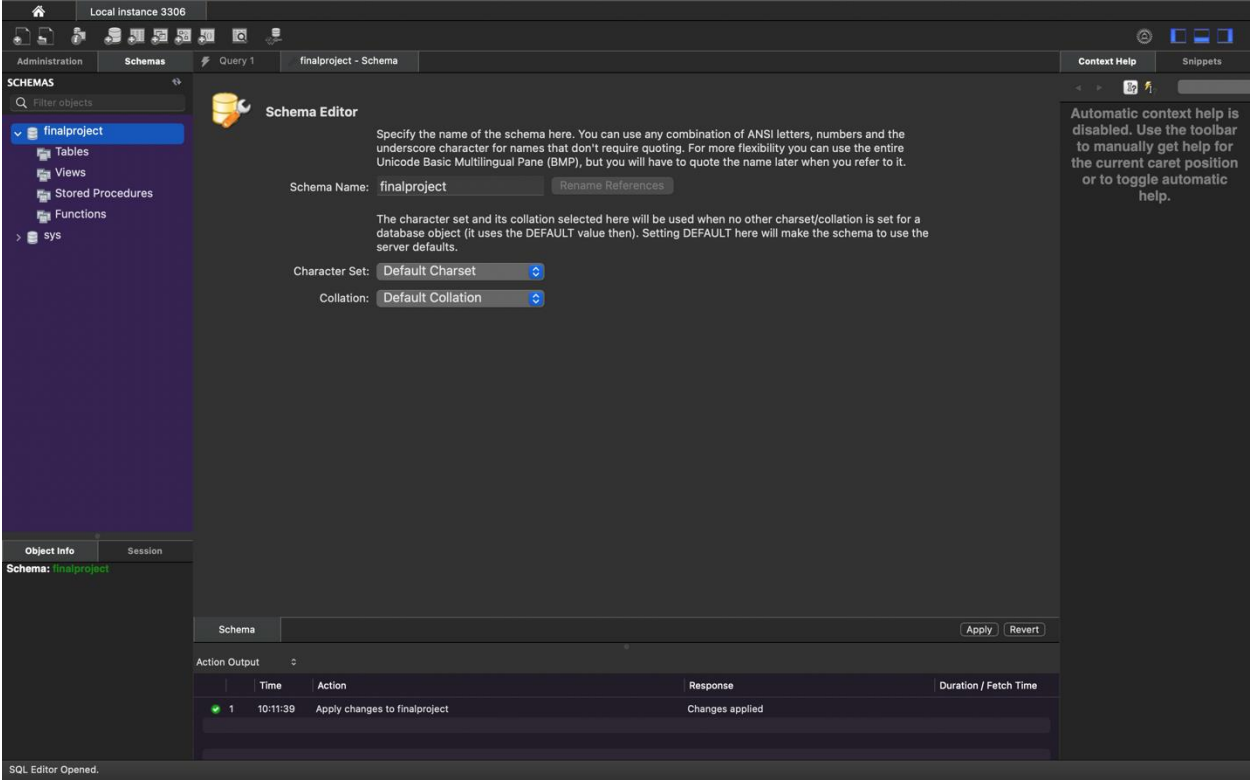 Local instance 3306
Administration
Schemas
Query 1
finalproject - Schema
Context Help
Snippets
SCHEMAS
Filter objects
finalproject
Tables
Views
Stored Procedures
Functions
sys
Schema Editor
Specify the name of the schema here. You can use any combination of ANSI letters, numbers and the
underscore character for names that don't require quoting. For more flexibility you can use the entire
Unicode Basic Multilingual Pane (BMP), but you will have to quote the name later when you refer to it.
Schema Name: finalproject Rename References
The character set and its collation selected here will be used when no other charset/collation is set for a
database object (it uses the DEFAULT value then). Setting DEFAULT here will make the schema to use the
server defaults.
Character Set: Default Charset
Collation: Default Collation
Automatic context help is
disabled. Use the toolbar
to manually get help for
the current caret position
or to toggle automatic
help.
Object Info
Session
Schema: finalproject
Schema
Apply
Revert
Action Output
Time Action Response Duration / Fetch Time
1 10:11:39 Apply changes to finalproject Changes applied
SQL Editor Opened.